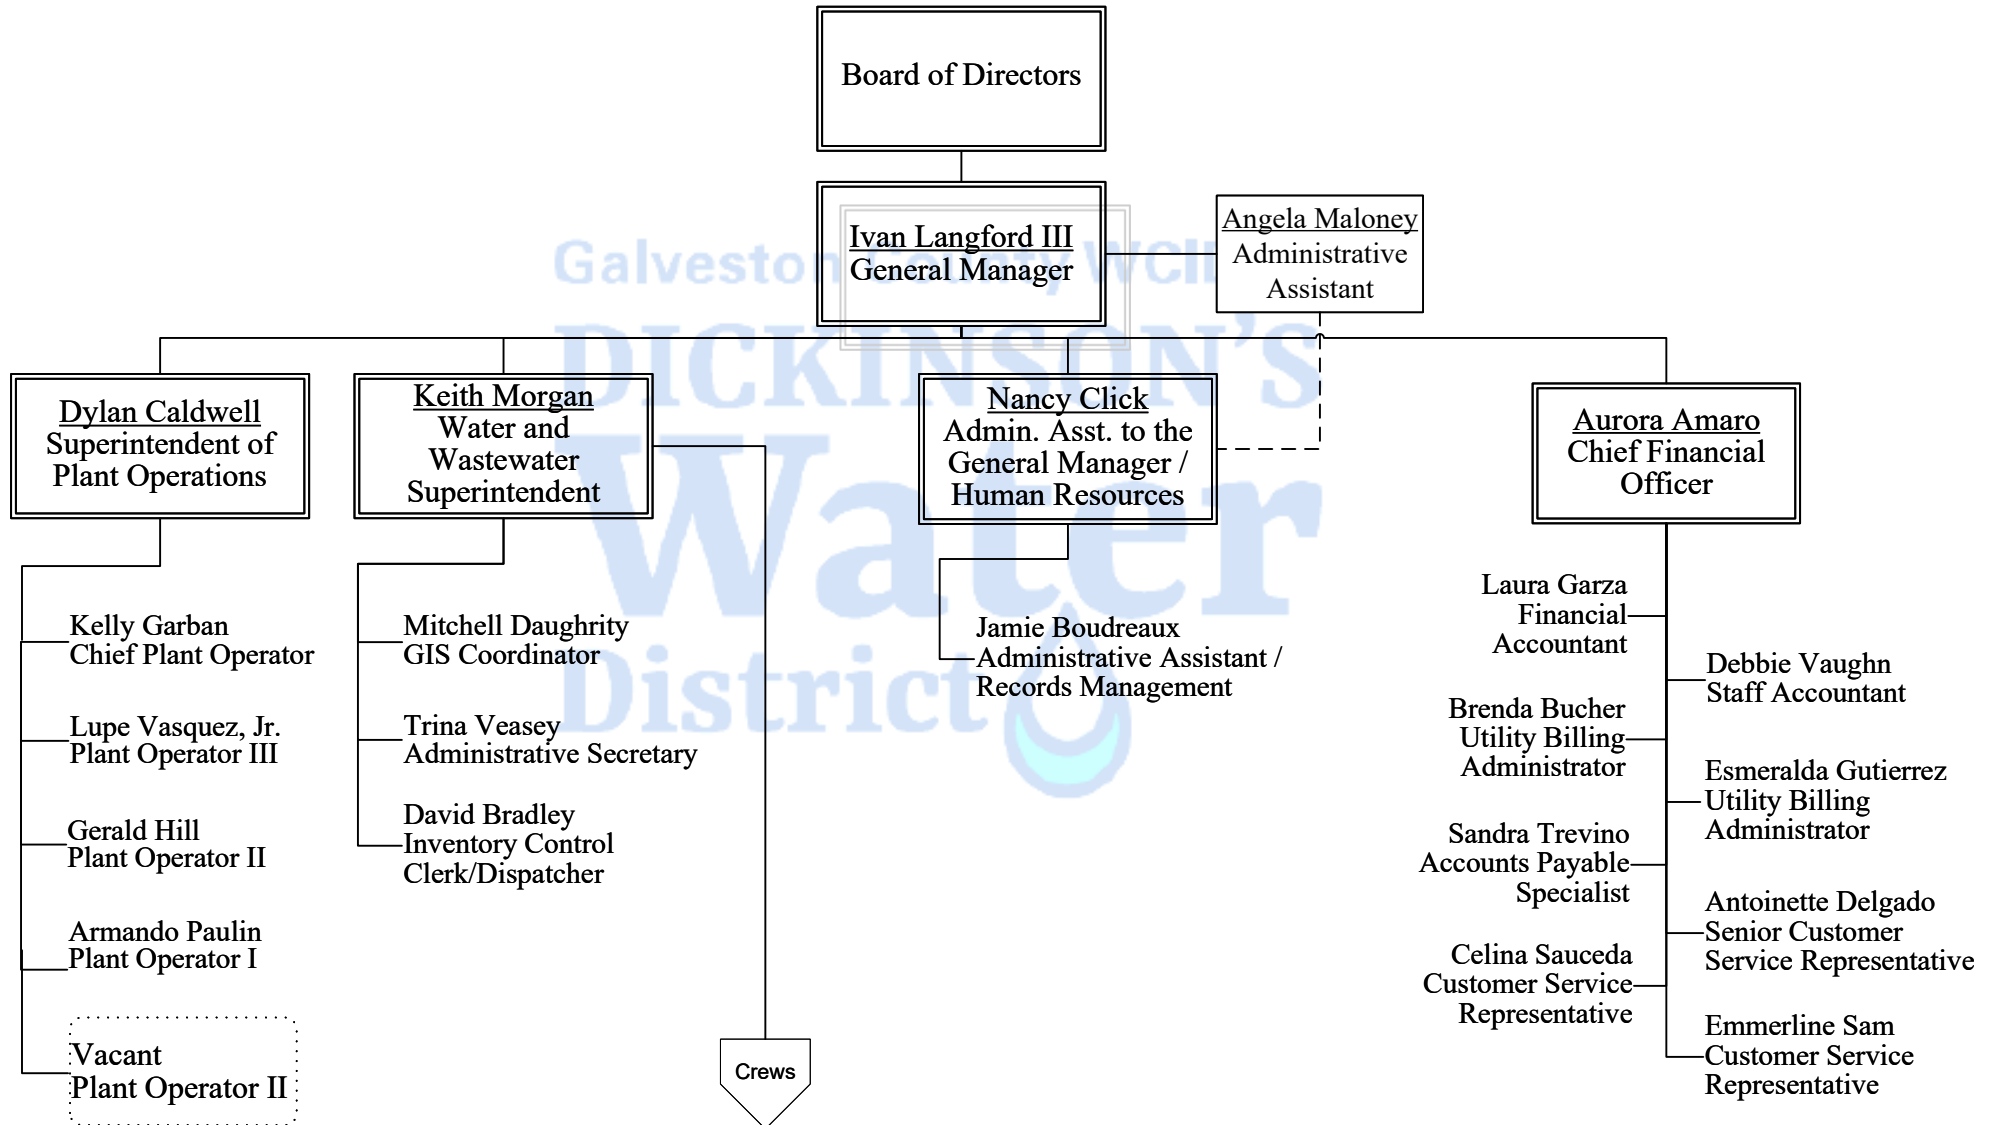 Board of Directors
Ivan Langford III
General Manager
Angela Maloney
Administrative
Assistant
Galveston County
DICKINSON'S
Water
District
Dylan Caldwell
Superintendent of
Plant Operations
Keith Morgan
Water and
Wastewater
Superintendent
Nancy Click
Admin. Asst. to the
General Manager /
Human Resources
Aurora Amaro
Chief Financial
Officer
Kelly Garban
Chief Plant Operator
Lupe Vasquez, Jr.
Plant Operator III
Gerald Hill
Plant Operator II
Armando Paulin
Plant Operator I
Vacant
Plant Operator II
Mitchell Daughrity
GIS Coordinator
Trina Veasey
Administrative Secretary
David Bradley
Inventory Control
Clerk/Dispatcher
Crews
Jamie Boudreaux
Administrative Assistant /
Records Management
Laura Garza
Financial
Accountant
Debbie Vaughn
Staff Accountant
Brenda Bucher
Utility Billing
Administrator
Esmeralda Gutierrez
Utility Billing
Administrator
Sandra Trevino
Accounts Payable
Specialist
Antoinette Delgado
Senior Customer
Service Representative
Celina Sauceda
Customer Service
Representative
Emmerline Sam
Customer Service
Representative